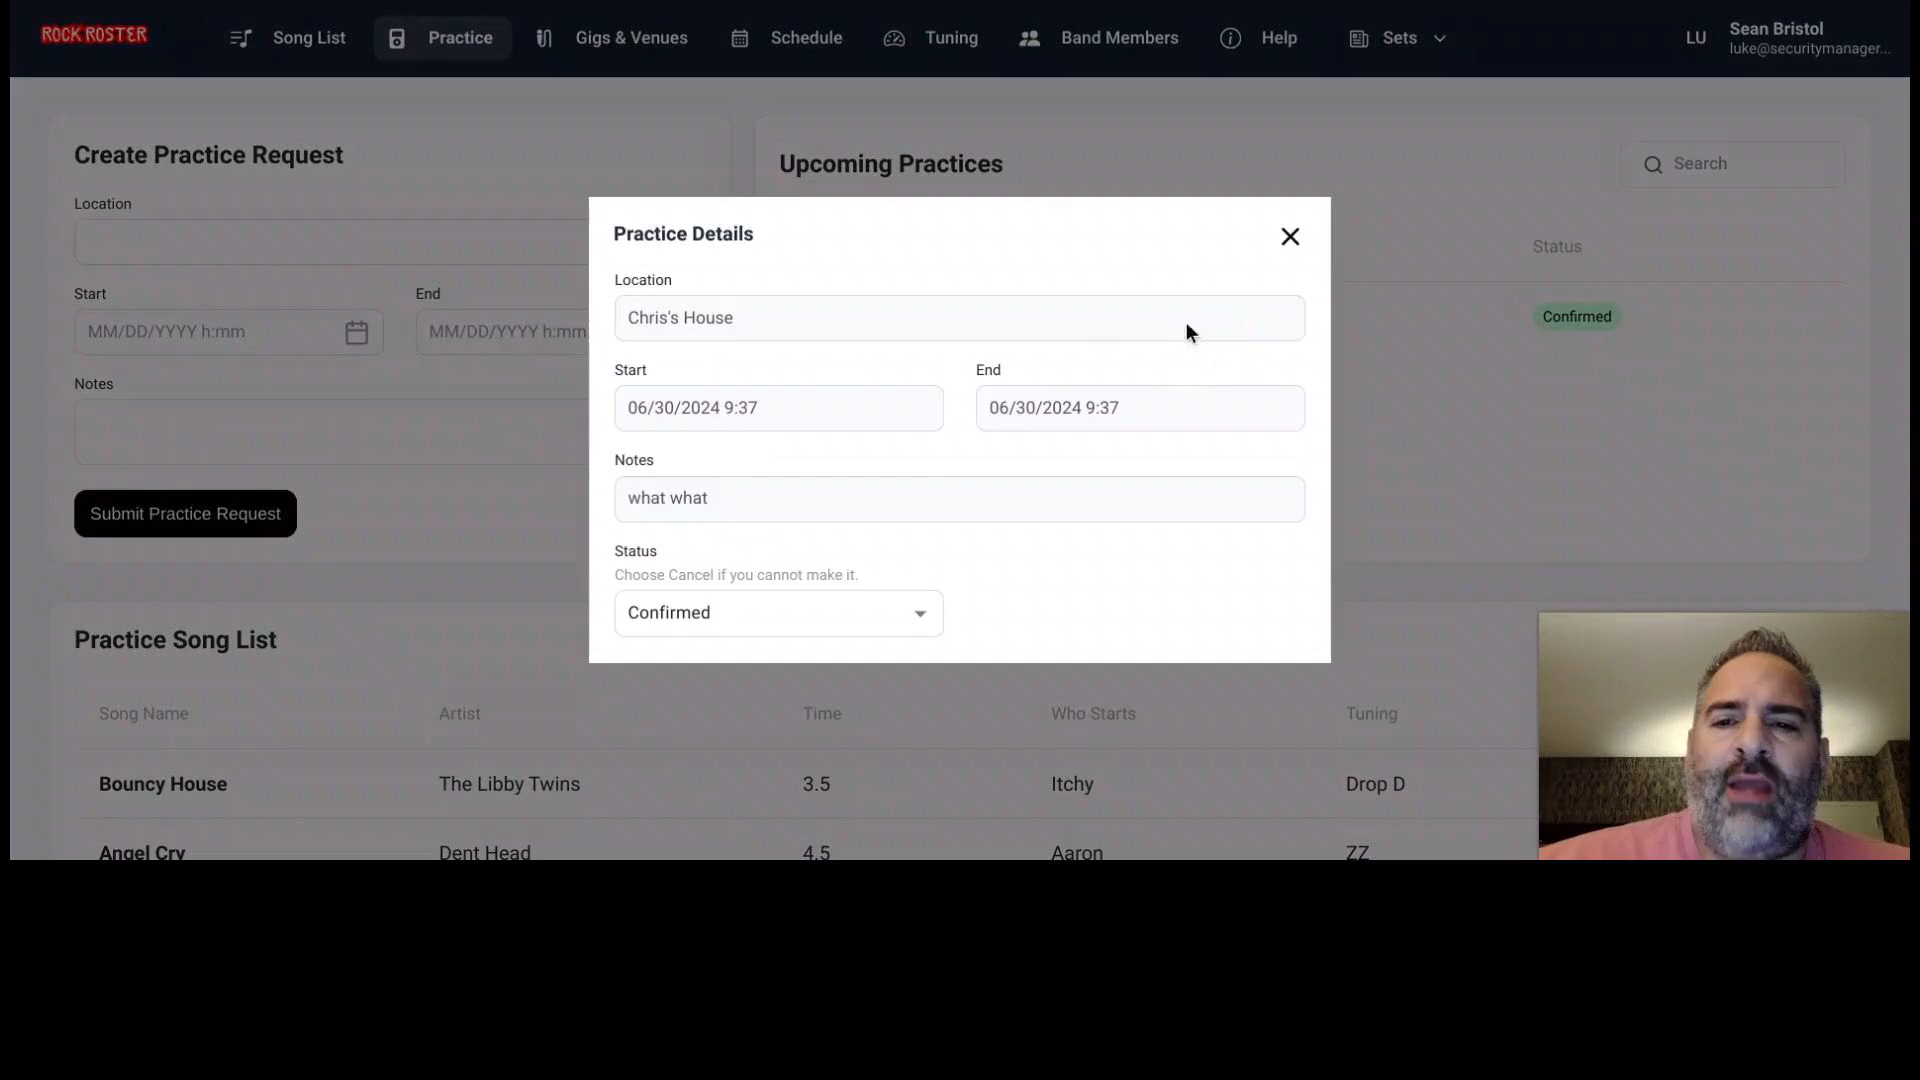 ROCK ROSTER
Song List
Practice
Gigs & Venues
Schedule
Tuning
Band Members
Help
Sets
LU
Sean Bristol
luke@securitymanager...
Create Practice Request
Location
Start
End
MM/DD/YYYY h:mm
MM/DD/YYYY h:mm
Notes
Submit Practice Request
Upcoming Practices
Search
Status
Confirmed
Practice Details
Location
Chris's House
Start
End
06/30/2024 9:37
06/30/2024 9:37
Notes
what what
Status
Choose Cancel if you cannot make it.
Confirmed
Practice Song List
Song Name Artist Time Who Starts Tuning
Bouncy House The Libby Twins 3.5 Itchy Drop D
Angel Cry Dent Head 4.5 Aaron ZZ